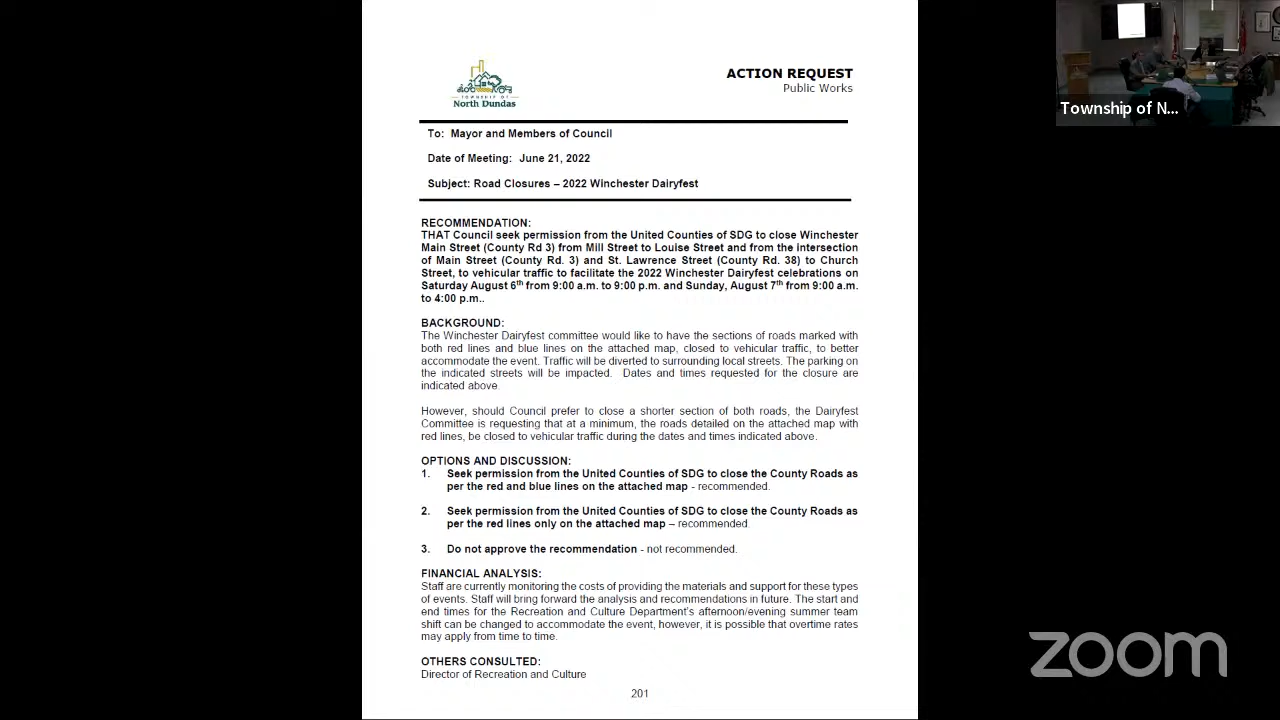 TOWNSHIP OF
North Dundas
ACTION REQUEST
Public Works
To: Mayor and Members of Council
Date of Meeting: June 21, 2022
Subject: Road Closures – 2022 Winchester Dairyfest
RECOMMENDATION:
THAT Council seek permission from the United Counties of SDG to close Winchester
Main Street (County Rd 3) from Mill Street to Louise Street and from the intersection
of Main Street (County Rd. 3) and St. Lawrence Street (County Rd. 38) to Church
Street, to vehicular traffic to facilitate the 2022 Winchester Dairyfest celebrations on
Saturday August 6th from 9:00 a.m. to 9:00 p.m. and Sunday, August 7th from 9:00 a.m.
to 4:00 p.m..
BACKGROUND:
The Winchester Dairyfest committee would like to have the sections of roads marked with
both red lines and blue lines on the attached map, closed to vehicular traffic, to better
accommodate the event. Traffic will be diverted to surrounding local streets. The parking on
the indicated streets will be impacted. Dates and times requested for the closure are
indicated above.
However, should Council prefer to close a shorter section of both roads, the Dairyfest
Committee is requesting that at a minimum, the roads detailed on the attached map with
red lines, be closed to vehicular traffic during the dates and times indicated above.
OPTIONS AND DISCUSSION:
1. Seek permission from the United Counties of SDG to close the County Roads as
per the red and blue lines on the attached map - recommended.
2. Seek permission from the United Counties of SDG to close the County Roads as
per the red lines only on the attached map – recommended.
3. Do not approve the recommendation - not recommended.
FINANCIAL ANALYSIS:
Staff are currently monitoring the costs of providing the materials and support for these types
of events. Staff will bring forward the analysis and recommendations in future. The start and
end times for the Recreation and Culture Department's afternoon/evening summer team
shift can be changed to accommodate the event, however, it is possible that overtime rates
may apply from time to time.
OTHERS CONSULTED:
Director of Recreation and Culture
201
Township of N...
zoom